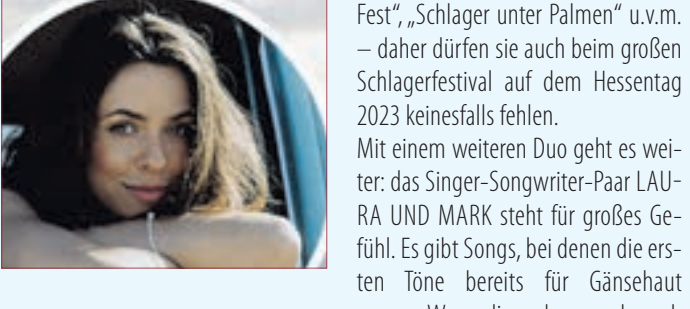 Fest“, „Schlager unter Palmen“ u.v.m.
– daher dürfen sie auch beim großen
Schlagerfestival auf dem Hessentag
2023 keinesfalls fehlen.
Mit einem weiteren Duo geht es wei-
ter: das Singer-Songwriter-Paar LAU-
RA UND MARK steht für großes Ge-
fühl. Es gibt Songs, bei denen die ers-
ten Töne bereits für Gänsehaut